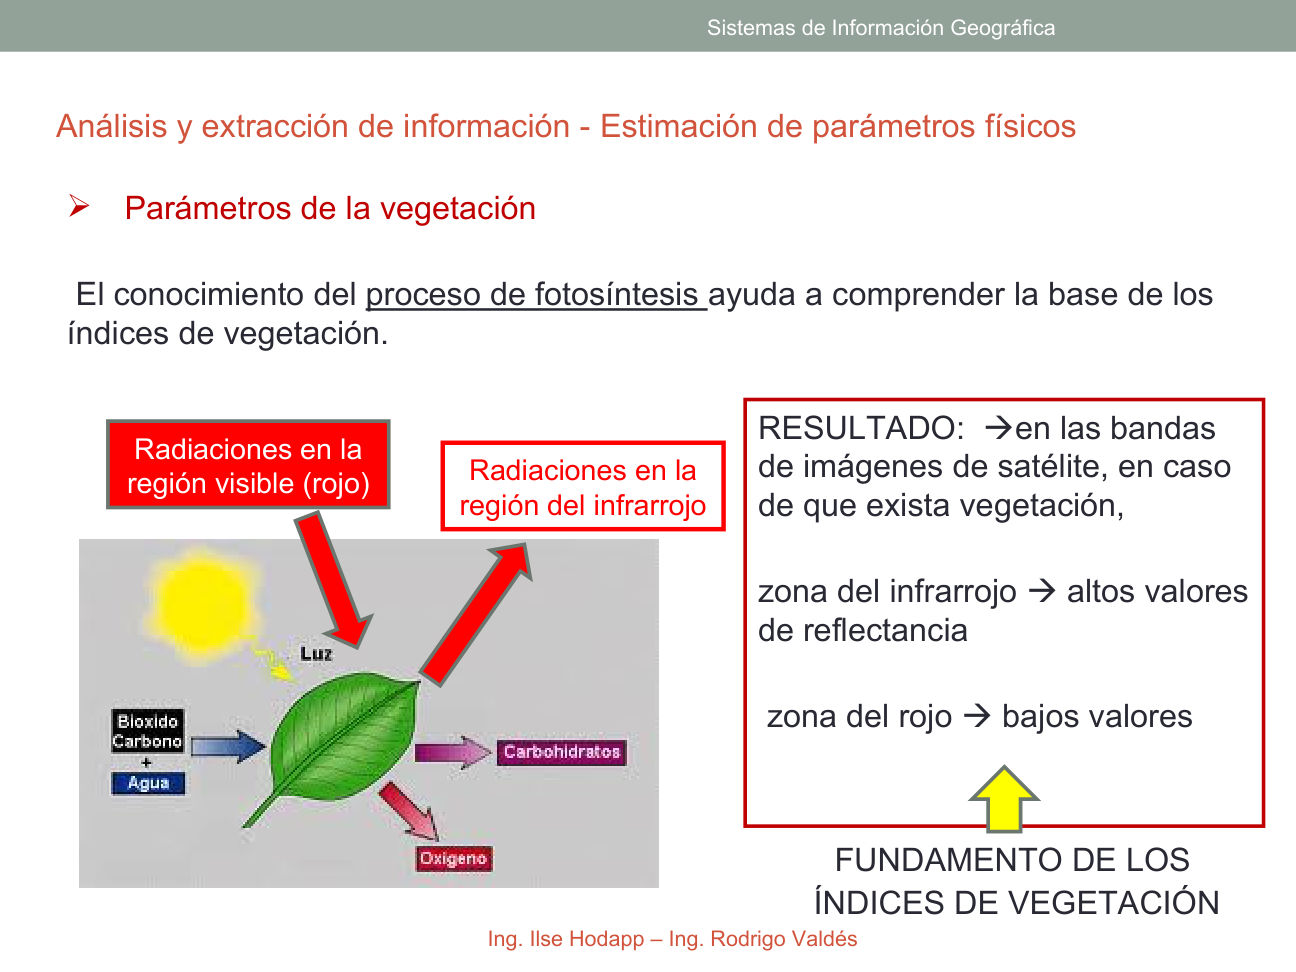 Sistemas de Información Geográfica
Análisis y extracción de información - Estimación de parámetros físicos
➢ Parámetros de la vegetación
El conocimiento del proceso de fotosíntesis ayuda a comprender la base de los
índices de vegetación.
Radiaciones en la
región visible (rojo)
Radiaciones en la
región del infrarrojo
Luz
Bioxido
Carbono
+
Agua
Carbohidratos
Oxigeno
RESULTADO: →en las bandas
de imágenes de satélite, en caso
de que exista vegetación,
zona del infrarrojo → altos valores
de reflectancia
zona del rojo → bajos valores
FUNDAMENTO DE LOS
ÍNDICES DE VEGETACIÓN
Ing. Ilse Hodapp – Ing. Rodrigo Valdés